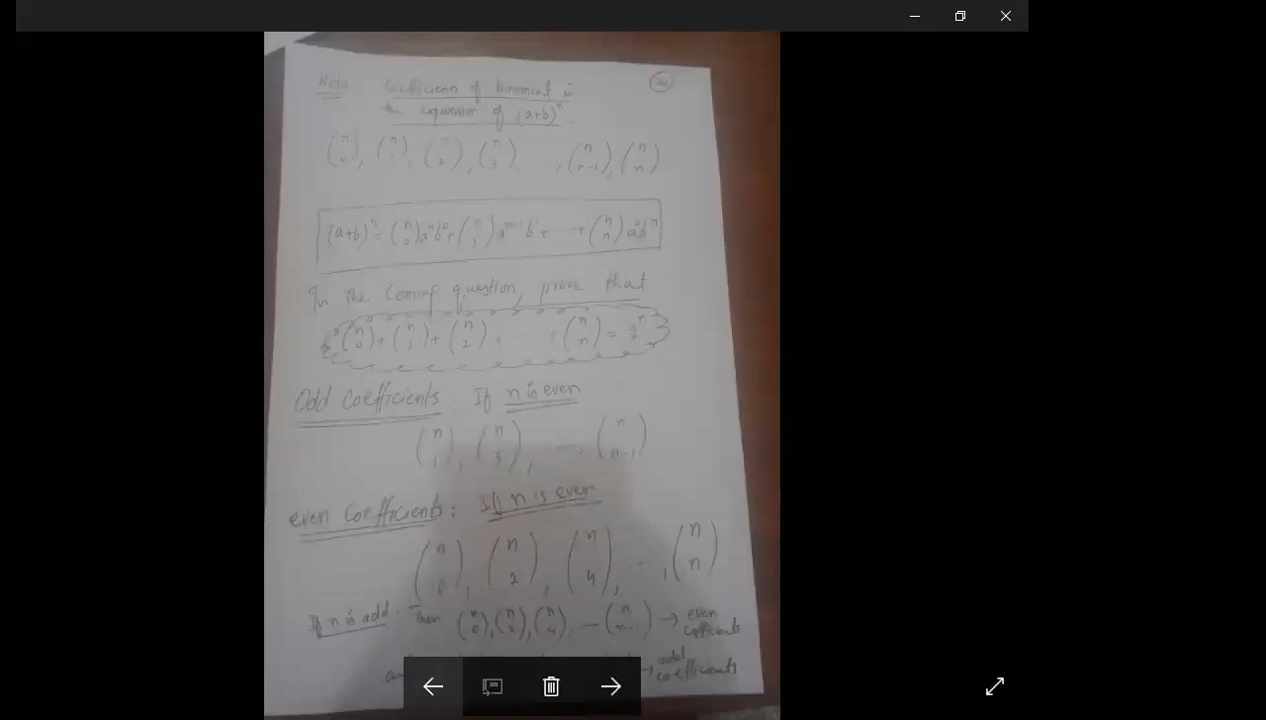 Note Coefficients of binomial in
the expansion of (a+b)^n.
(n 0), (n 1), (n 2), (n 3), ..., (n n-1), (n n)
(a+b)^n = (n 0)a^n b^0 + (n 1)a^n-1 b^1 + ... + (n n)a^0 b^n
In the coming question, prove that
(n 0) + (n 1) + (n 2) + ... + (n n) = 2^n
Odd coefficients. If n is even
(n 1), (n 3), ..., (n n-1)
even coefficients: If n is even
(n 0), (n 2), (n 4), ..., (n n)
If n is odd. Then (n 0), (n 2), (n 4), ... (n n-1) → even coefficients
→ odd coefficients.